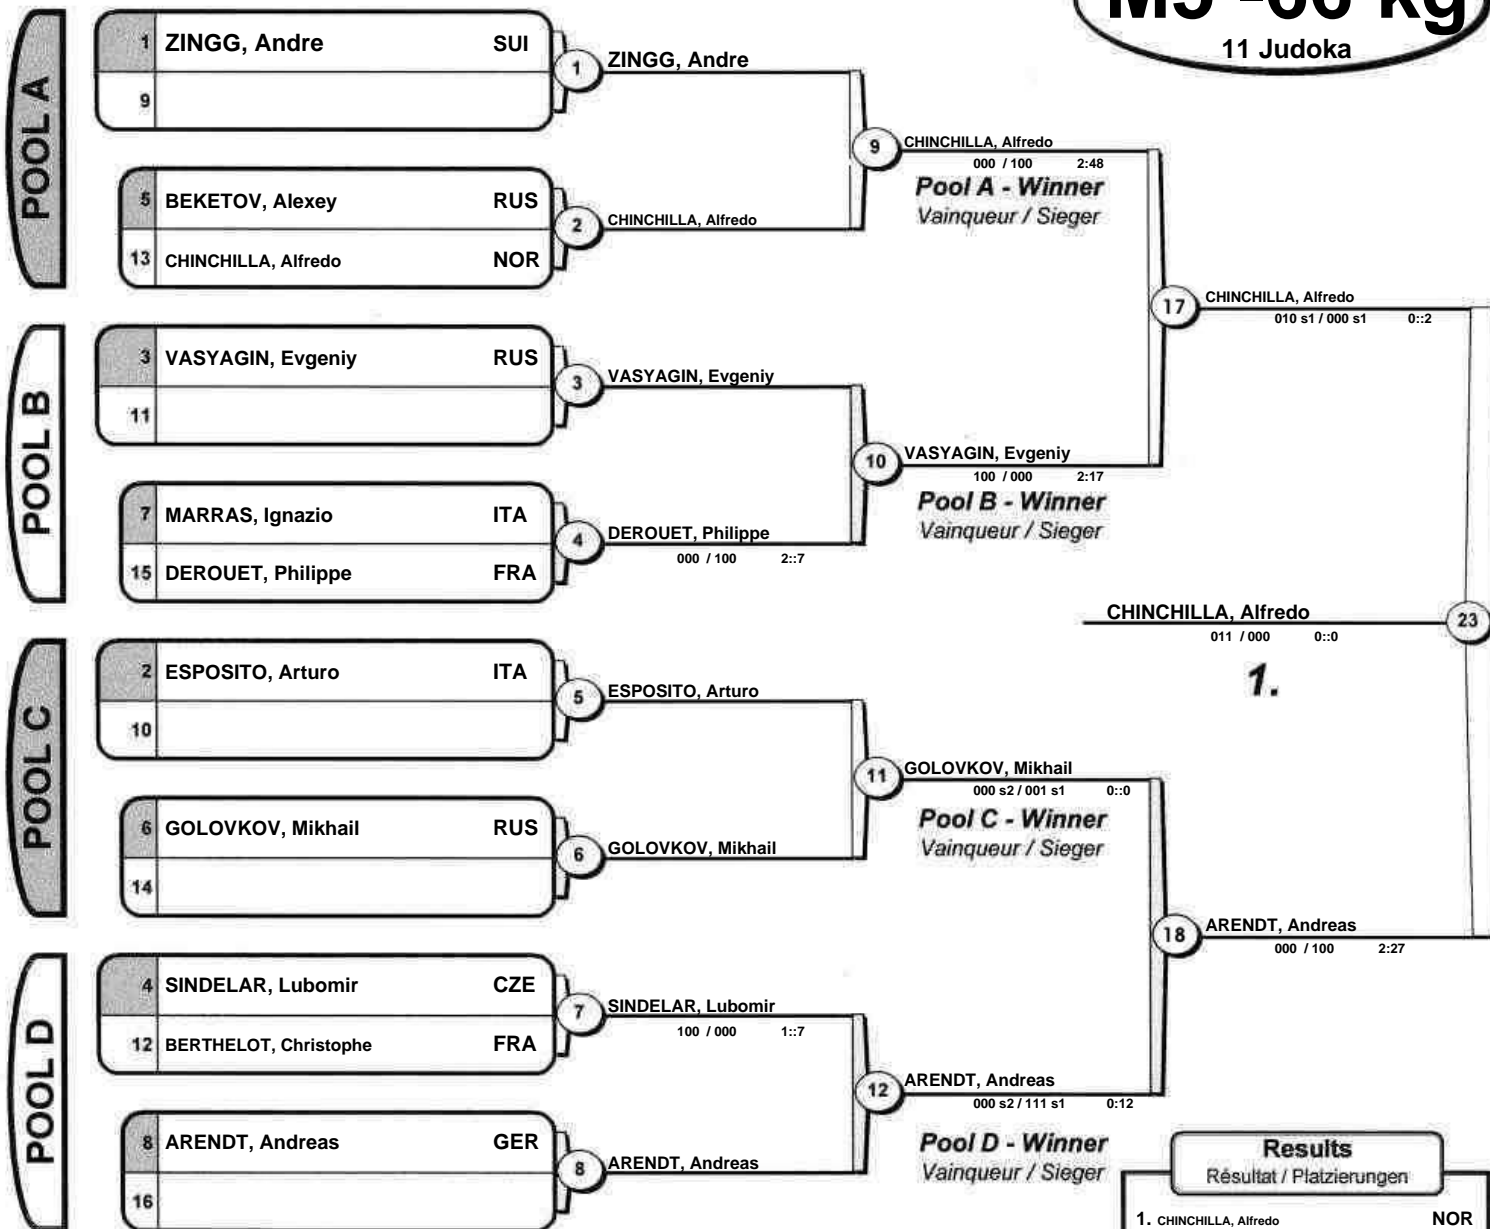 M5 -66 kg
11 Judoka
POOL A
1 ZINGG, Andre SUI
9
5 BEKETOV, Alexey RUS
13 CHINCHILLA, Alfredo NOR
1 ZINGG, Andre
2 CHINCHILLA, Alfredo
9 CHINCHILLA, Alfredo
000 / 100 2:48
Pool A - Winner
Vainqueur / Sieger
POOL B
3 VASYAGIN, Evgeniy RUS
11
7 MARRAS, Ignazio ITA
15 DEROUET, Philippe FRA
3 VASYAGIN, Evgeniy
4 DEROUET, Philippe
000 / 100 2::7
10 VASYAGIN, Evgeniy
100 / 000 2:17
Pool B - Winner
Vainqueur / Sieger
17 CHINCHILLA, Alfredo
010 s1 / 000 s1 0::2
CHINCHILLA, Alfredo 23
011 / 000 0::0
1.
POOL C
2 ESPOSITO, Arturo ITA
10
6 GOLOVKOV, Mikhail RUS
14
5 ESPOSITO, Arturo
6 GOLOVKOV, Mikhail
11 GOLOVKOV, Mikhail
000 s2 / 001 s1 0::0
Pool C - Winner
Vainqueur / Sieger
POOL D
4 SINDELAR, Lubomir CZE
12 BERTHELOT, Christophe FRA
8 ARENDT, Andreas GER
16
7 SINDELAR, Lubomir
100 / 000 1::7
8 ARENDT, Andreas
12 ARENDT, Andreas
000 s2 / 111 s1 0:12
Pool D - Winner
Vainqueur / Sieger
18 ARENDT, Andreas
000 / 100 2:27
Results
Résultat / Platzierungen
1. CHINCHILLA, Alfredo NOR